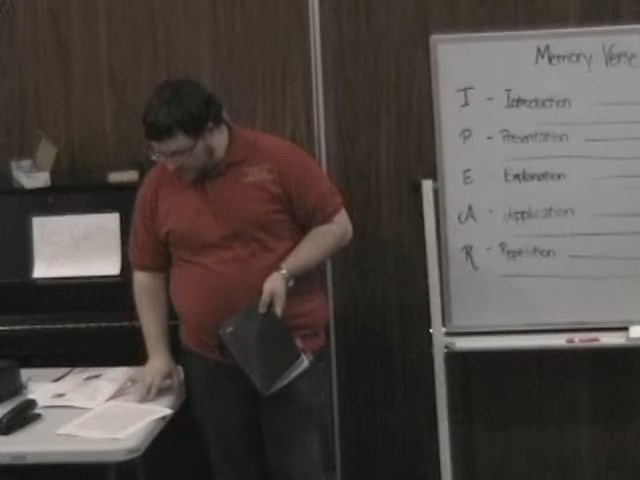 Memory Verse
I - Introduction
P - Presentation
E - Explanation
A - Application
R - Repetition